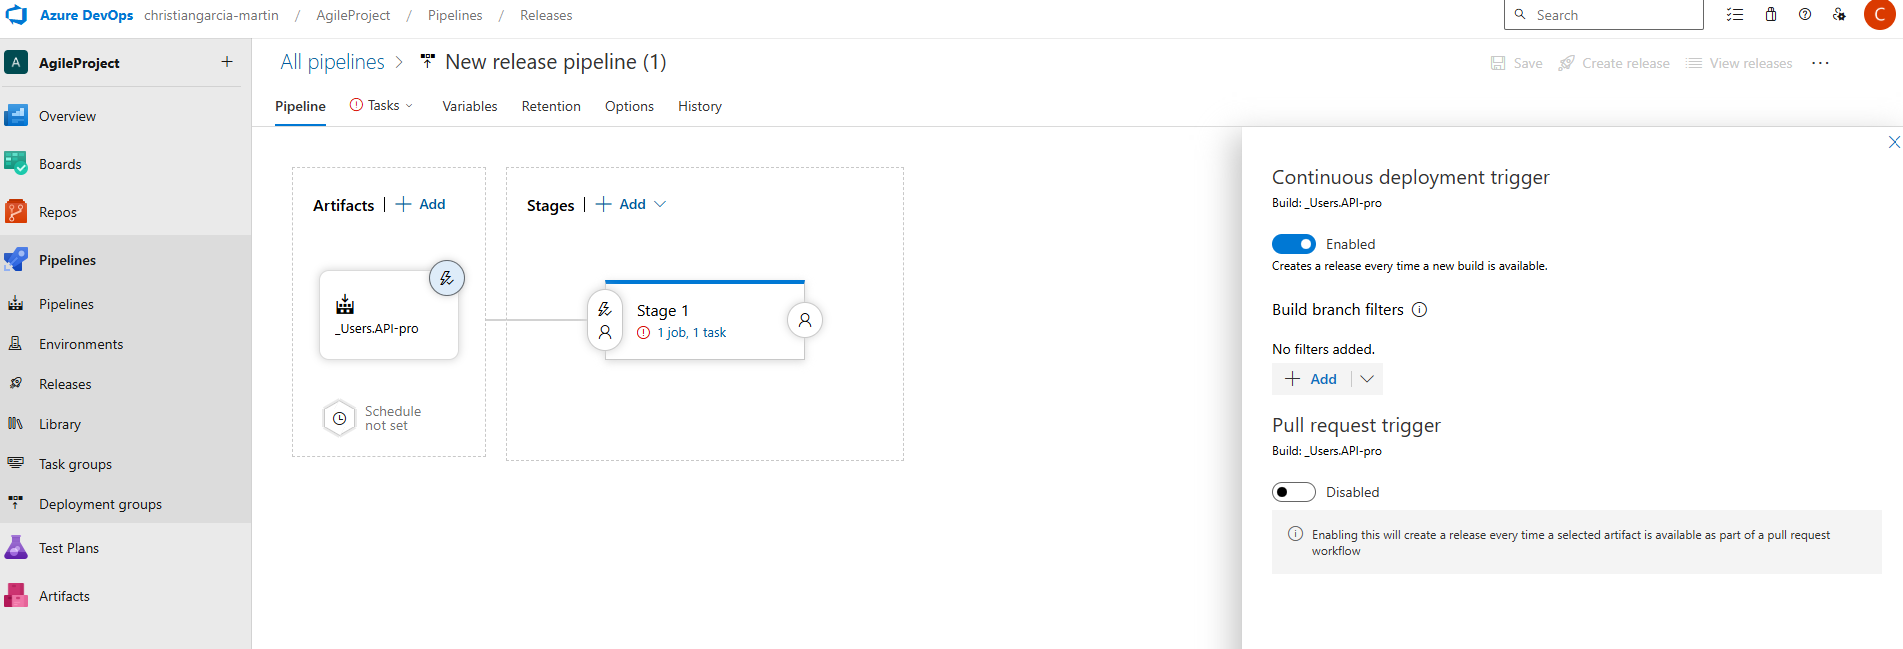 Azure DevOps christiangarcia-martin / AgileProject / Pipelines / Releases
Search
C
A AgileProject +
Overview
Boards
Repos
Pipelines
Pipelines
Environments
Releases
Library
Task groups
Deployment groups
Test Plans
Artifacts
All pipelines > New release pipeline (1)
Save Create release View releases ...
Pipeline Tasks Variables Retention Options History
Artifacts | + Add
_Users.API-pro
Schedule
not set
Stages | + Add
Stage 1
1 job, 1 task
Continuous deployment trigger
Build: _Users.API-pro
Enabled
Creates a release every time a new build is available.
Build branch filters
No filters added.
+ Add
Pull request trigger
Build: _Users.API-pro
Disabled
Enabling this will create a release every time a selected artifact is available as part of a pull request
workflow